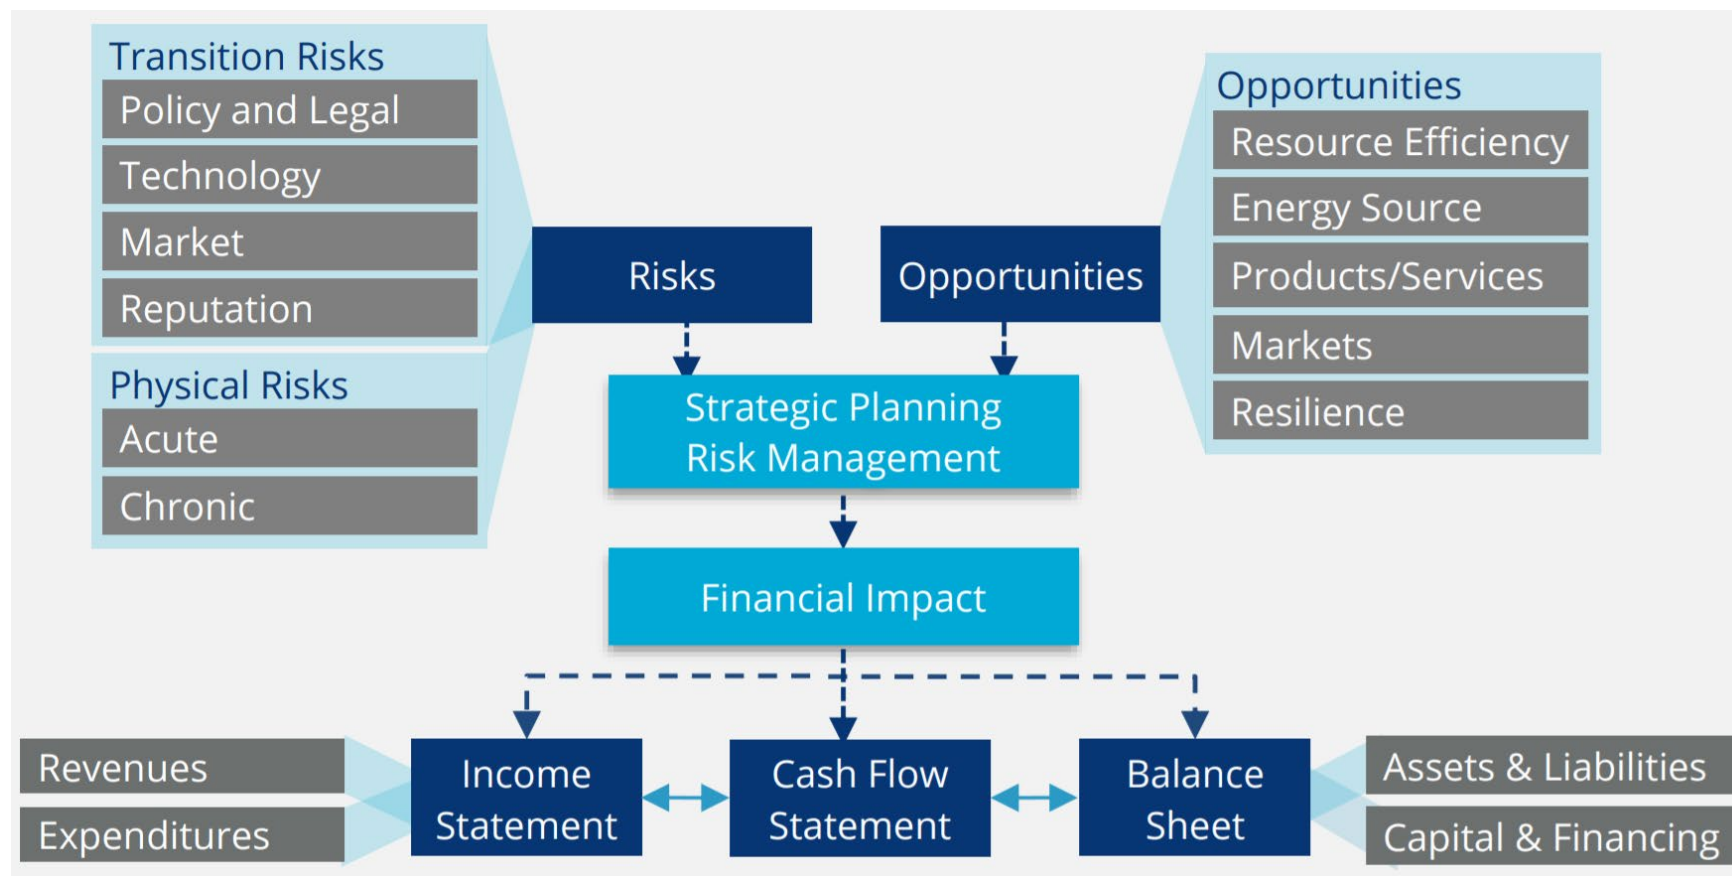 Transition Risks
Policy and Legal
Technology
Market
Reputation
Physical Risks
Acute
Chronic
Risks
Opportunities
Opportunities
Resource Efficiency
Energy Source
Products/Services
Markets
Resilience
Strategic Planning
Risk Management
Financial Impact
Revenues
Expenditures
Income
Statement
Cash Flow
Statement
Balance
Sheet
Assets & Liabilities
Capital & Financing